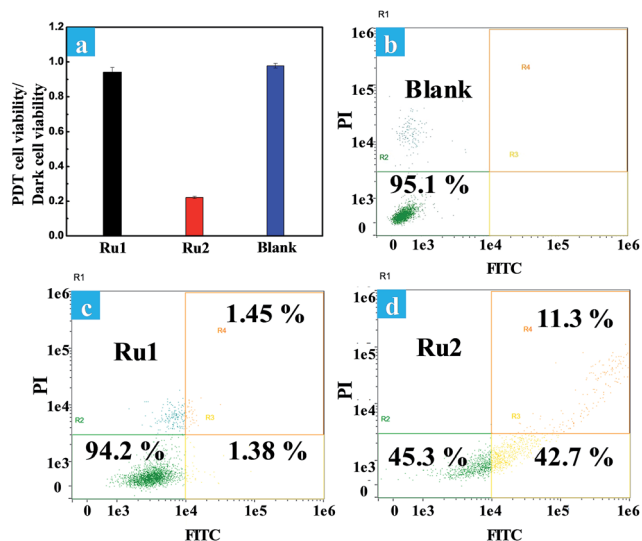 a
1.2
1.0
0.8
0.6
0.4
0.2
0.0
PDT cell viability/
Dark cell viability
Ru1 Ru2 Blank
R1
b
1e6
1e5
1e4
1e3
0
PI
Blank
R4
R2
R3
95.1 %
0 1e3 1e4 1e5 1e6
FITC
R1
c
1e6
1e5
1e4
1e3
0
PI
Ru1
1.45 %
R4
R2
R3
94.2 %
1.38 %
0 1e3 1e4 1e5 1e6
FITC
R1
d
1e6
1e5
1e4
1e3
0
PI
Ru2
11.3 %
R4
R2
R3
45.3 %
42.7 %
0 1e3 1e4 1e5 1e6
FITC